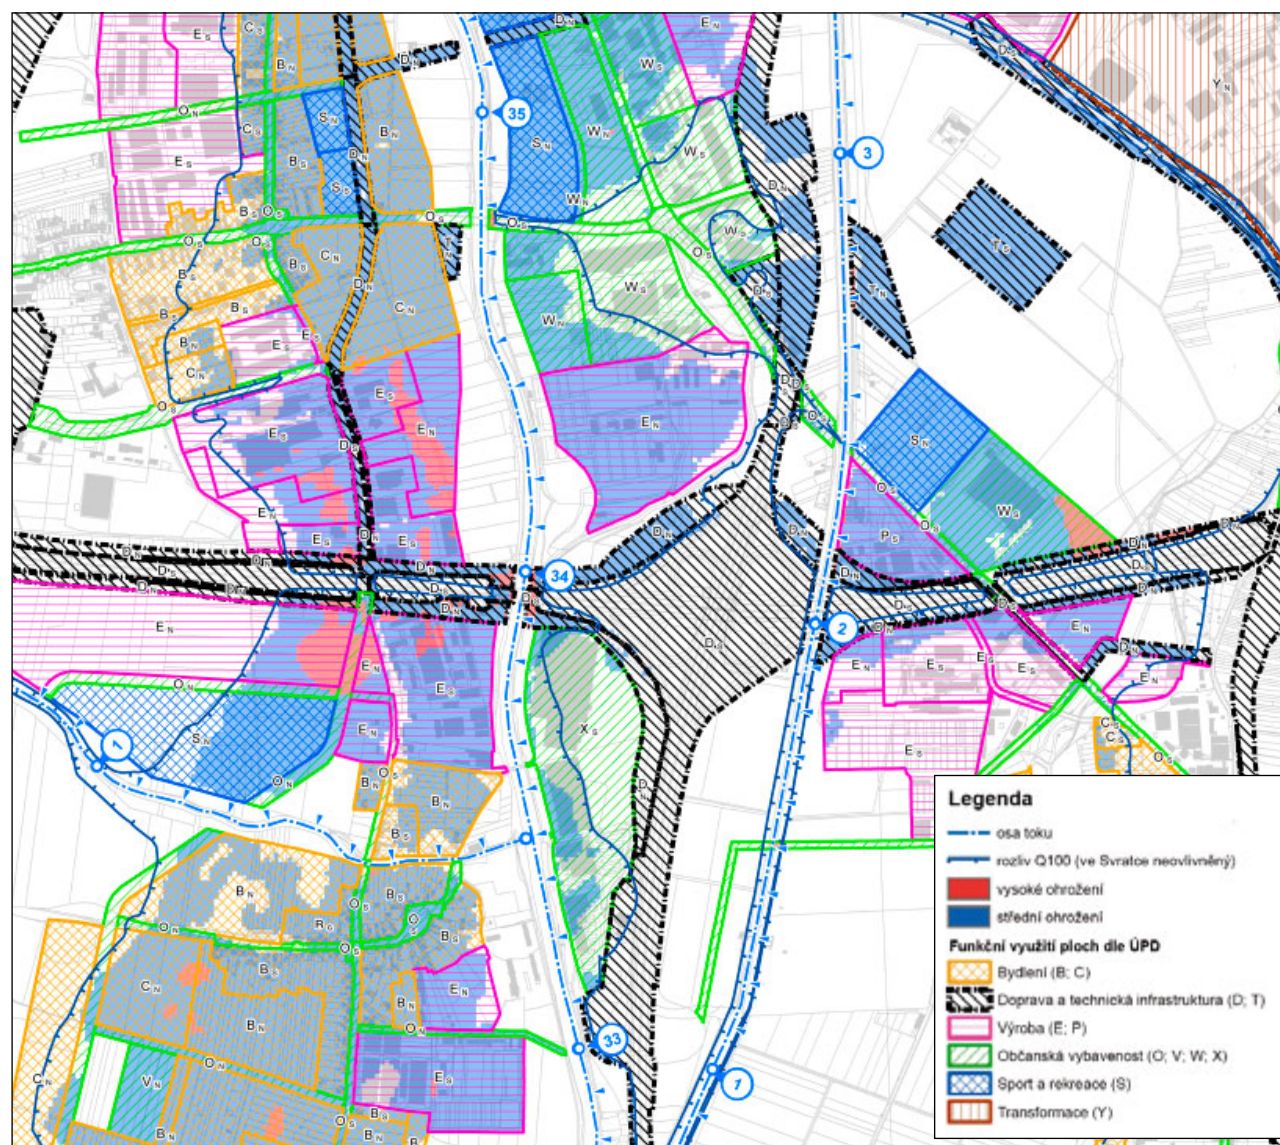 D N
E N
E S
C S
B N
D N
W S
D S
Y N
35
O N
S N
B N
W N
S N
C S
E S
B S
D N
W S
3
S S
W N
D N
B S
O S
O S
O S
W S
T S
O S
O S
B S
C N
T N
O S
B S
B S
D N
W S
D S
T N
C N
B S
W N
B N
E S
E S
C N
O S
E S
E N
E N
S N
E S
D S
O S
W S
E N
E S
E S
D N
D N
P S
O S
D N
D N
D N
D N
34
D N
D S
D N
D N
D S
D N
D S
D N
D S
2
E N
D S
E N
E N
E S
E S
E S
D N
E N
O N
E S
X S
C S
C S
1
S N
E N
E S
O S
O N
O S
B N
B N
B S
B N
B S
O S
O S
O N
O S
B S
B S
C N
E N
B N
B N
O N
33
O N
1
C N
V N
E S
B S
O S
B N
B N
Legenda
osa toku
rozliv Q100 (ve Svratce neovlivněný)
vysoké ohrožení
střední ohrožení
Funkční využití ploch dle ÚPD
Bydlení (B; C)
Doprava a technická infrastruktura (D; T)
Výroba (E; P)
Občanská vybavenost (O; V; W; X)
Sport a rekreace (S)
Transformace (Y)